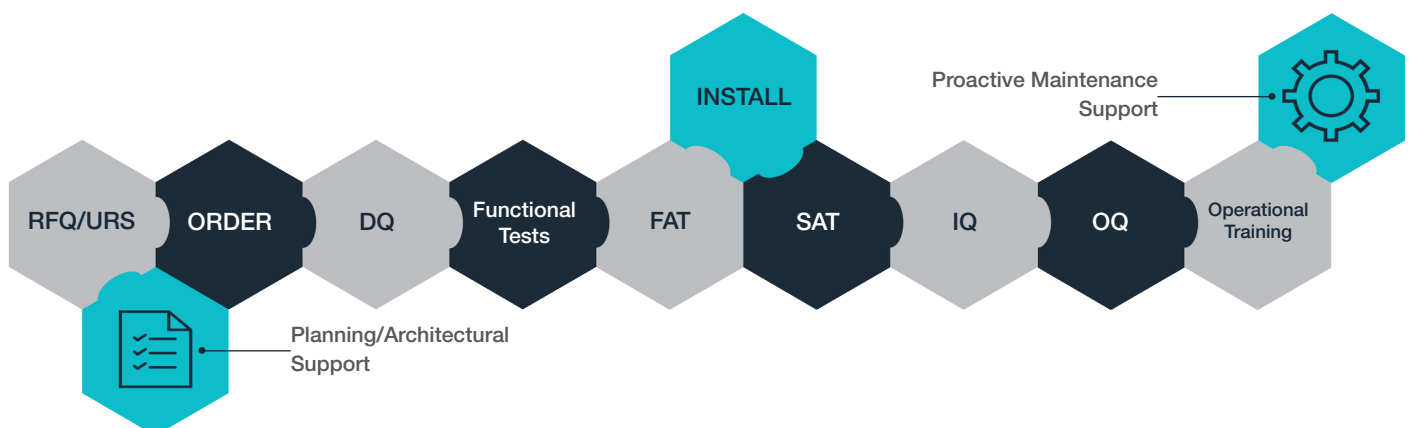 INSTALL
Proactive Maintenance
Support
RFQ/URS
ORDER
DQ
Functional
Tests
FAT
SAT
IQ
OQ
Operational
Training
Planning/Architectural
Support